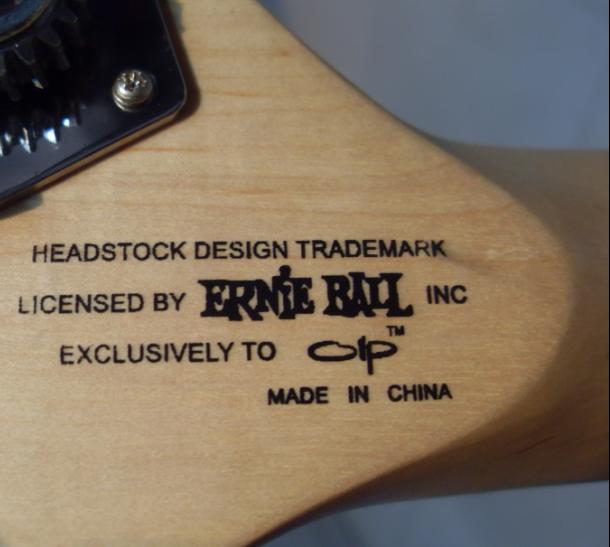 HEADSTOCK DESIGN TRADEMARK
LICENSED BY ERNiE BALL INC
EXCLUSIVELY TO olp™
MADE IN CHINA